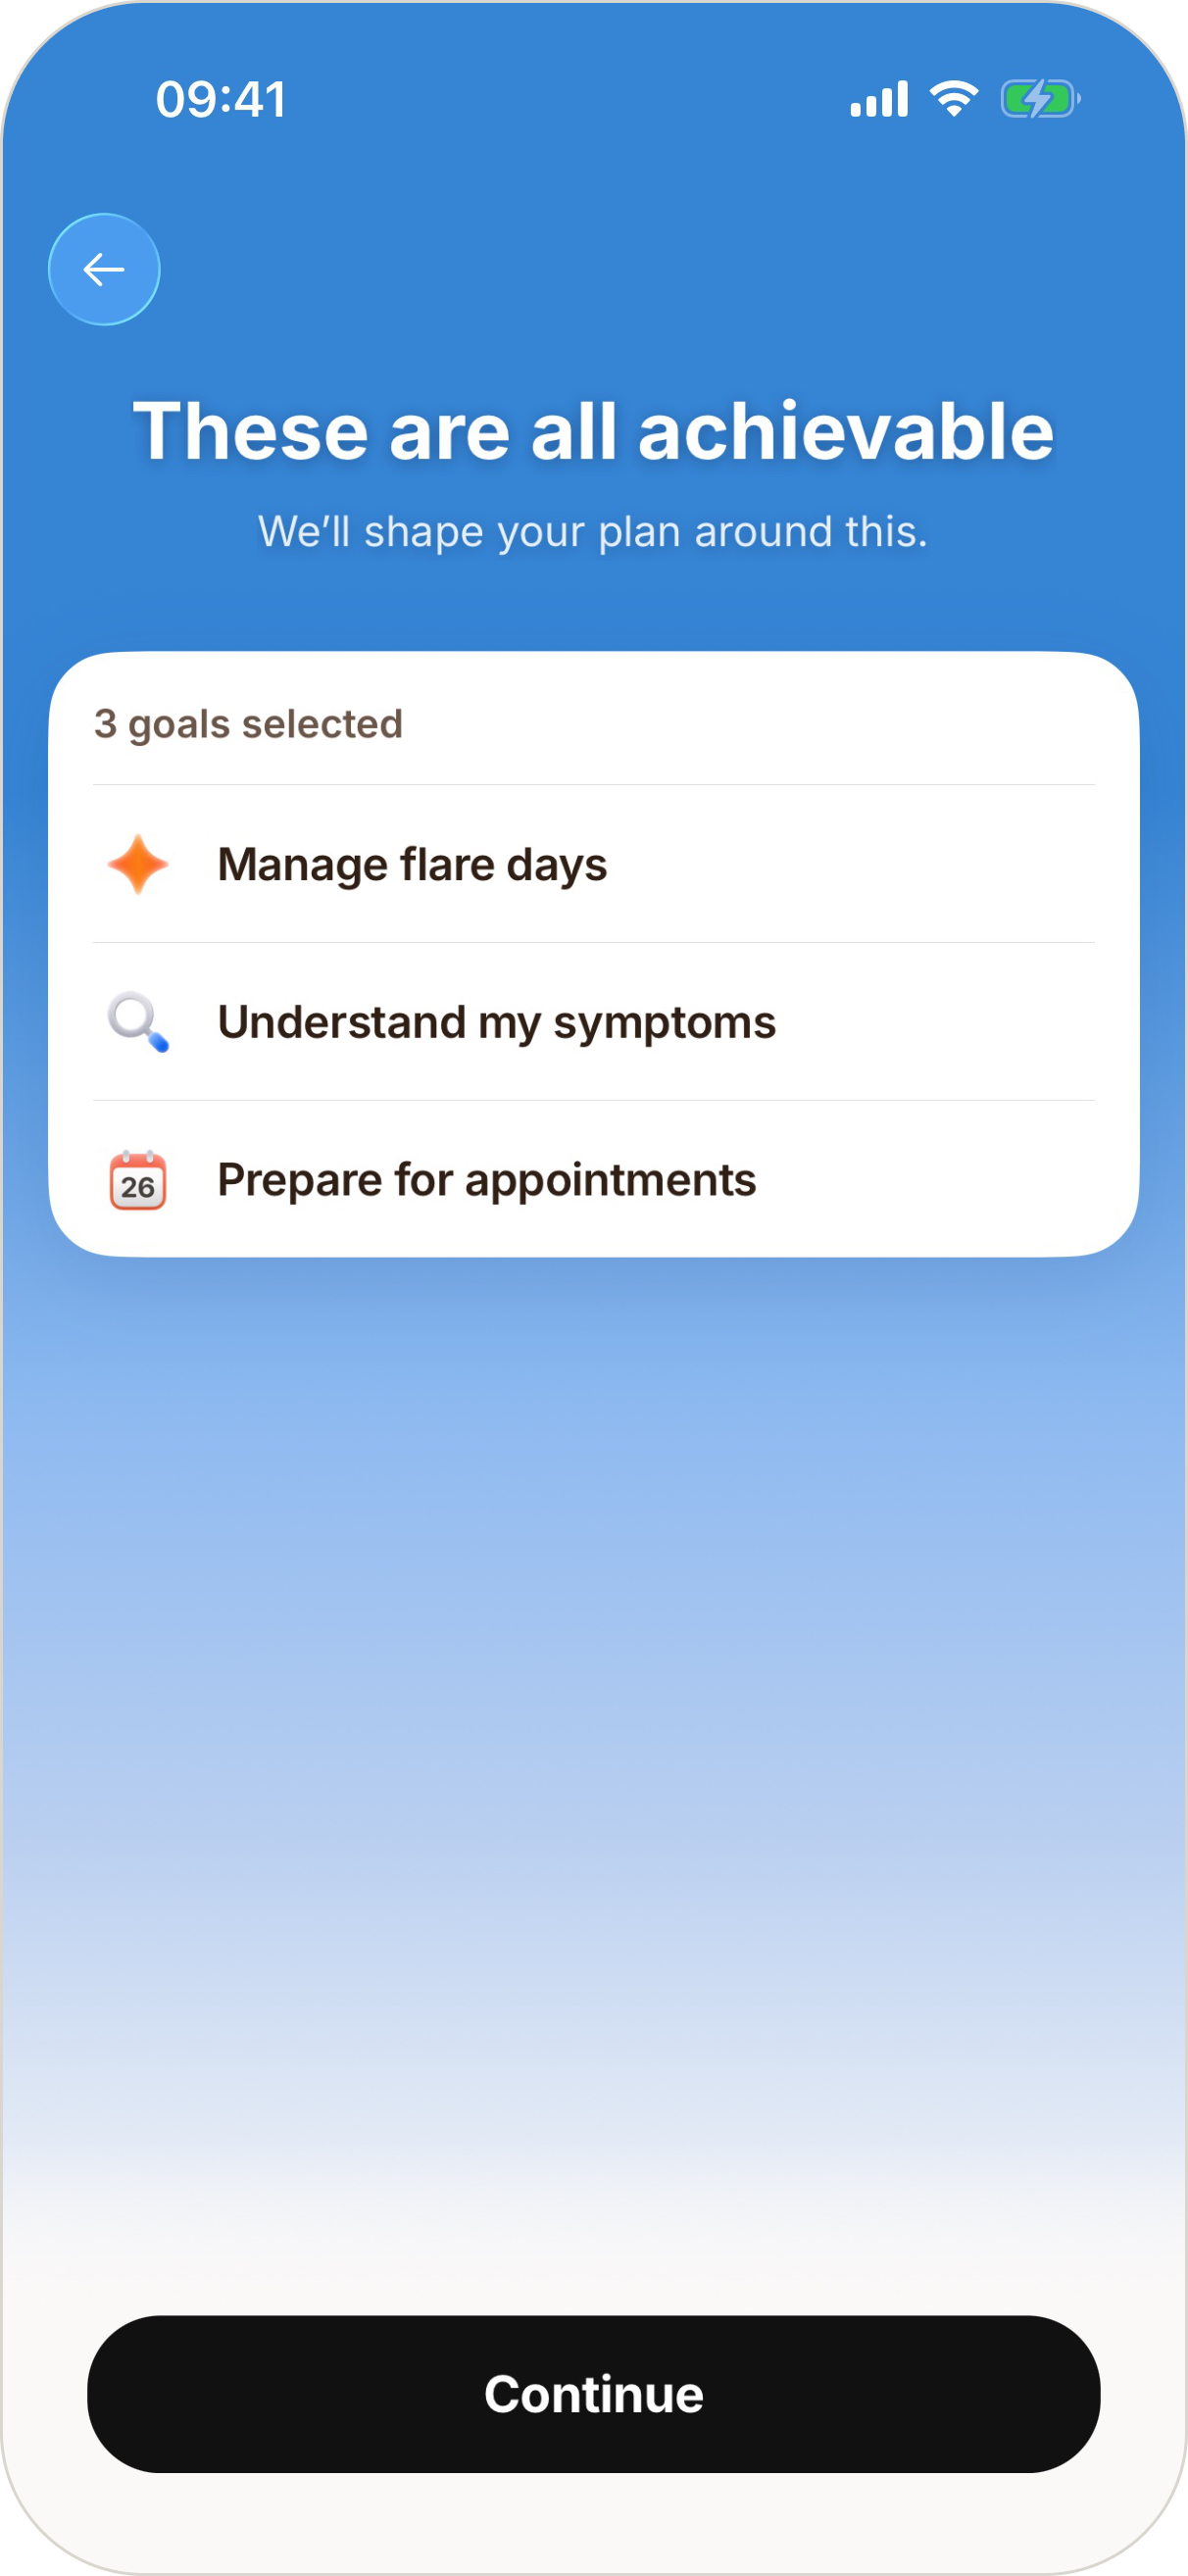 09:41
These are all achievable
We’ll shape your plan around this.
3 goals selected
Manage flare days
Understand my symptoms
26
Prepare for appointments
Continue